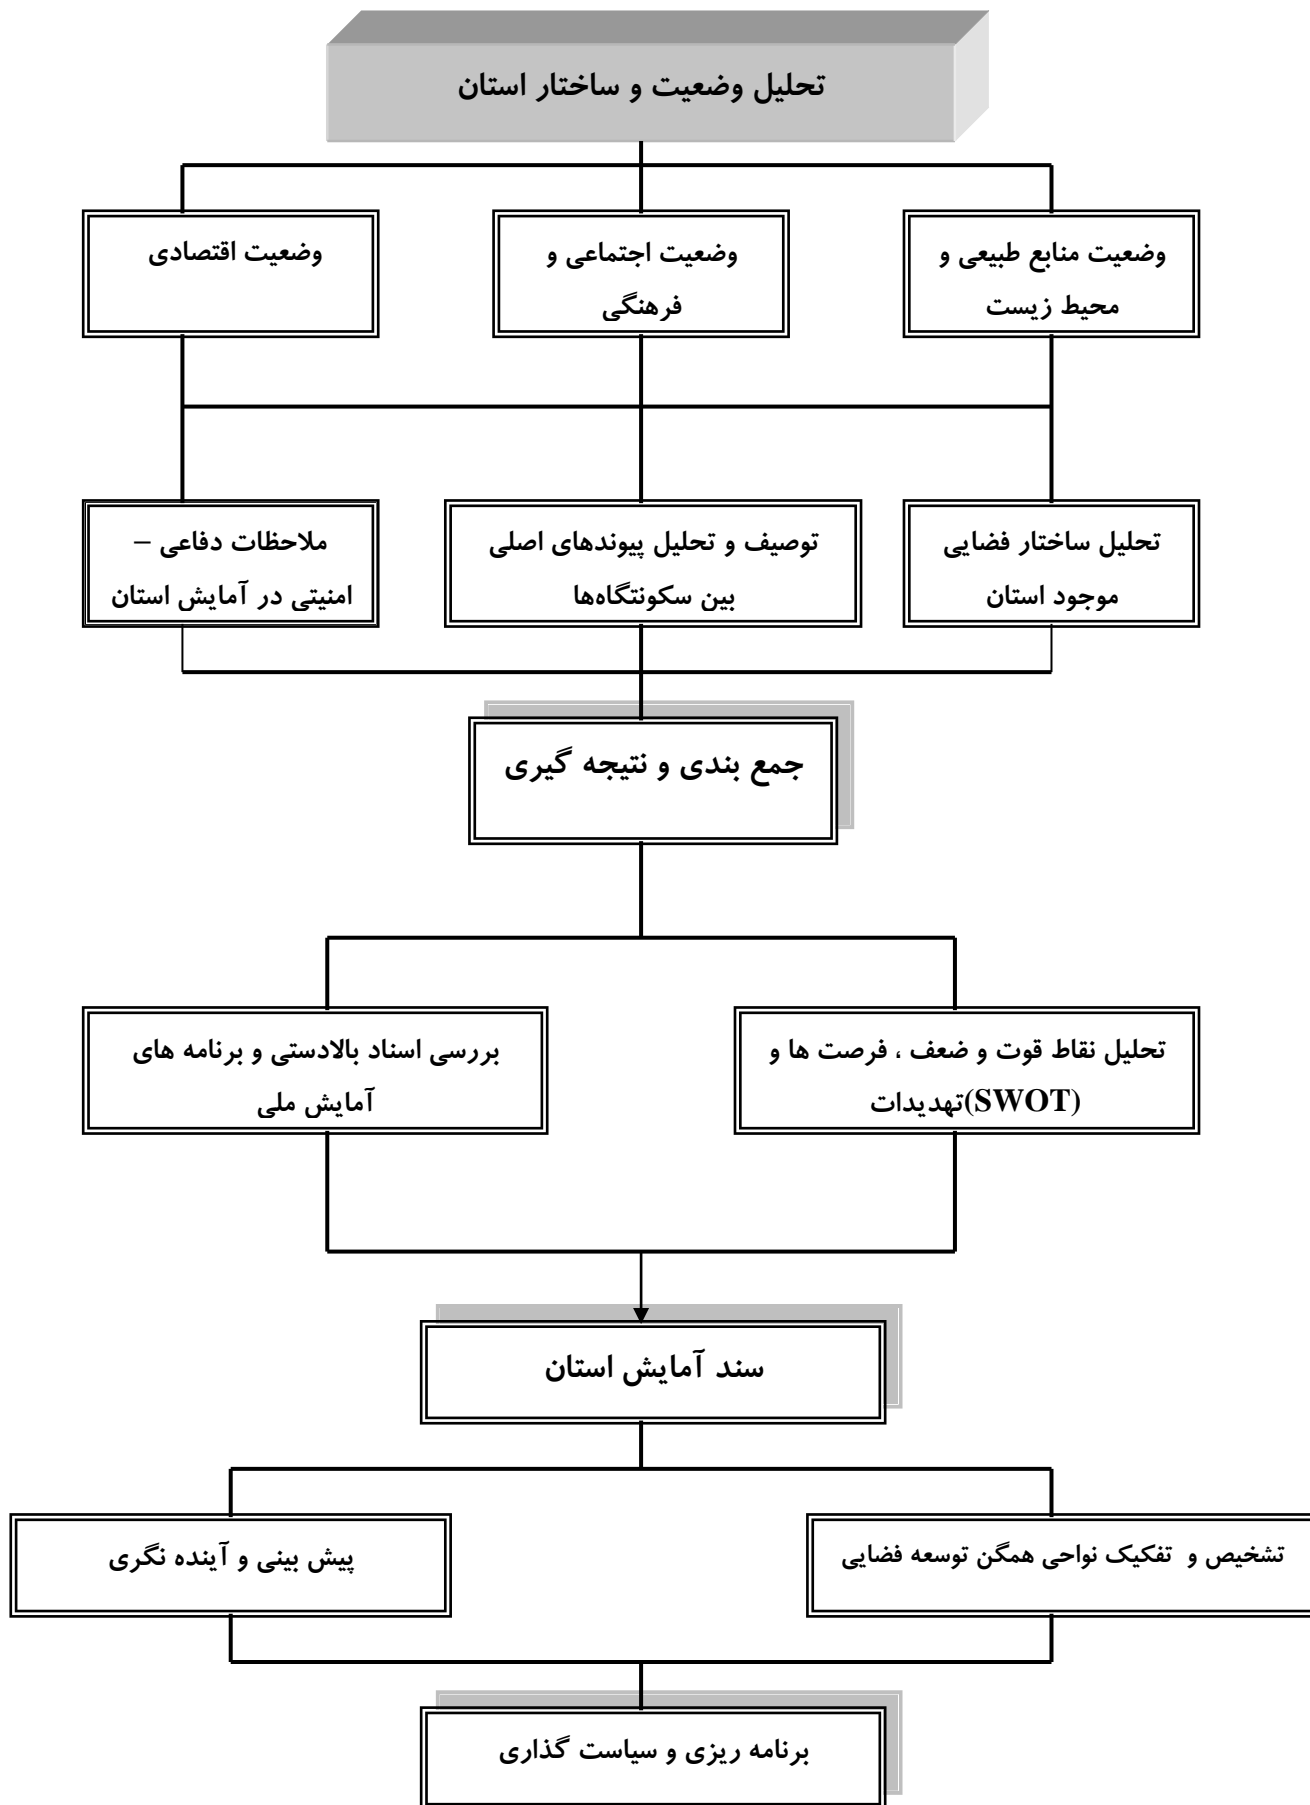 تحلیل وضعیت و ساختار استان
وضعیت منابع طبیعی و
محیط زیست
وضعیت اجتماعی و
فرهنگی
وضعیت اقتصادی
تحلیل ساختار فضایی
موجود استان
توصیف و تحلیل پیوندهای اصلی
بین سکونتگاه‌ها
ملاحظات دفاعی –
امنیتی در آمایش استان
جمع بندی و نتیجه گیری
تحلیل نقاط قوت و ضعف ، فرصت ها و
تهدیدات(SWOT)
بررسی اسناد بالادستی و برنامه های
آمایش ملی
سند آمایش استان
تشخیص و تفکیک نواحی همگن توسعه فضایی
پیش بینی و آینده نگری
برنامه ریزی و سیاست گذاری